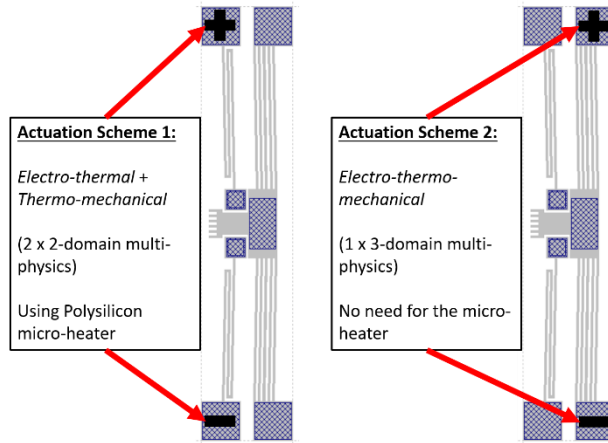 Actuation Scheme 1:
Electro-thermal +
Thermo-mechanical
(2 x 2-domain multi-
physics)
Using Polysilicon
micro-heater
Actuation Scheme 2:
Electro-thermo-
mechanical
(1 x 3-domain multi-
physics)
No need for the micro-
heater